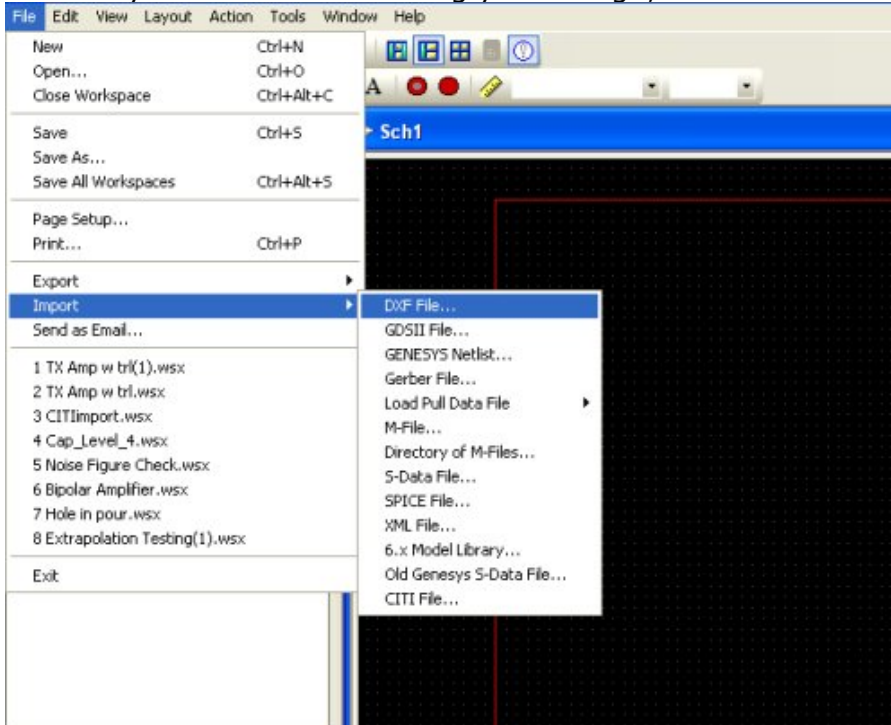 File Edit View Layout Action Tools Window Help
New Ctrl+N
Open... Ctrl+O
Close Workspace Ctrl+Alt+C
Save Ctrl+S
Save As...
Save All Workspaces Ctrl+Alt+S
Page Setup...
Print... Ctrl+P
Export
Import
Send as Email...
1 TX Amp w trl(1).wsx
2 TX Amp w trl.wsx
3 CITIimport.wsx
4 Cap_Level_4.wsx
5 Noise Figure Check.wsx
6 Bipolar Amplifier.wsx
7 Hole in pour.wsx
8 Extrapolation Testing(1).wsx
Exit
A
Sch1
DXF File...
GDSII File...
GENESYS Netlist...
Gerber File...
Load Pull Data File
M-File...
Directory of M-Files...
S-Data File...
SPICE File...
XML File...
6.x Model Library...
Old Genesys S-Data File...
CITI File...